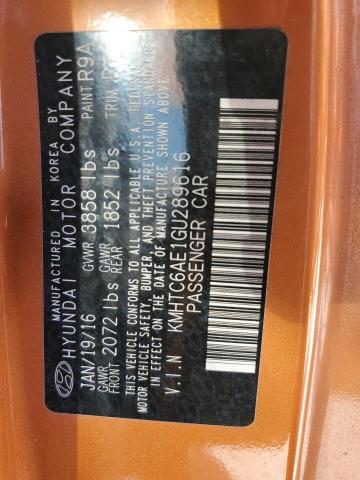 MANUFACTURED IN KOREA BY
HYUNDAI MOTOR COMPANY
JAN/19/16 GVWR 3858 lbs PAINT R9A
GAWR FRONT 2072 lbs GAWR REAR 1852 lbs TRIM
THIS VEHICLE CONFORMS TO ALL APPLICABLE U.S.A. FEDERAL
MOTOR VEHICLE SAFETY, BUMPER, AND THEFT PREVENTION STANDARDS
IN EFFECT ON THE DATE OF MANUFACTURE SHOWN ABOVE
V.I.N KMHTC6AE1GU289616
PASSENGER CAR